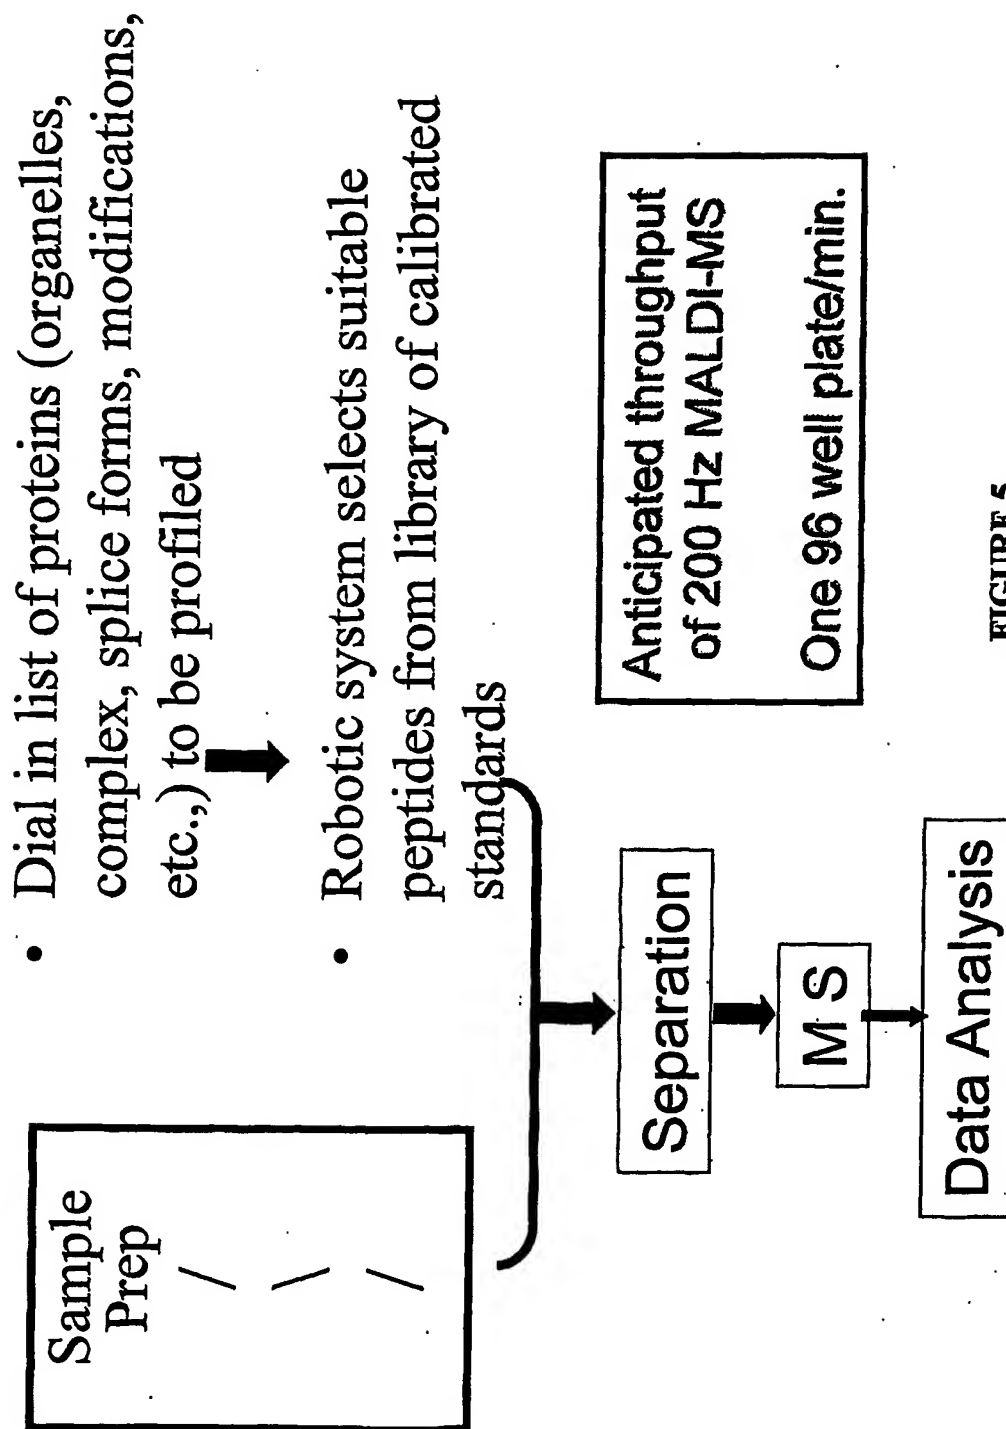 Sample
Prep
• Dial in list of proteins (organelles,
complex, splice forms, modifications,
etc.,) to be profiled
• Robotic system selects suitable
peptides from library of calibrated
standards
Separation
M S
Data Analysis
Anticipated throughput
of 200 Hz MALDI-MS
One 96 well plate/min.
FIGURE 5